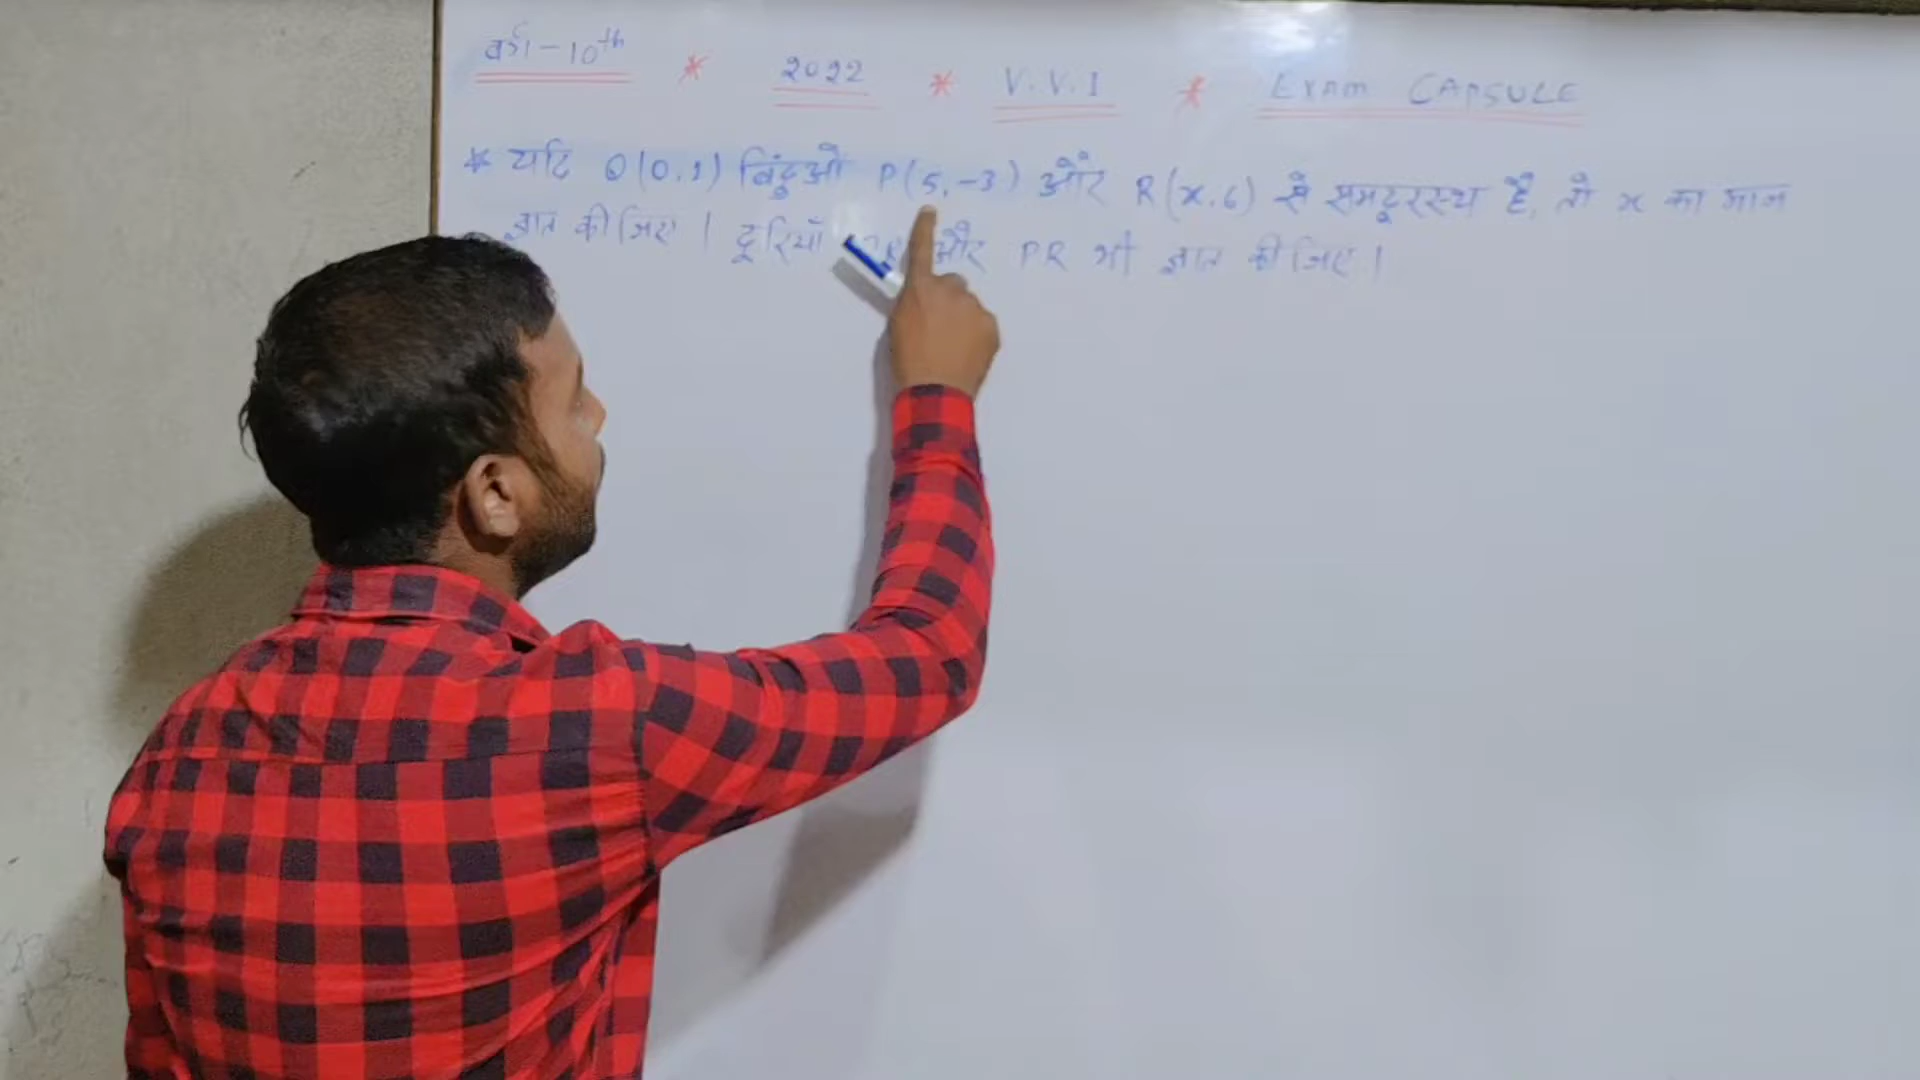 वर्ग - 10th * 2022 * V.V.I * Exam CAPSULE
* यदि Q(0,1) बिंदुओं P(5,-3) और R(x,6) से समदूरस्थ है, तो x का मान
ज्ञात कीजिए। दूरियाँ और PR भी ज्ञात कीजिए।